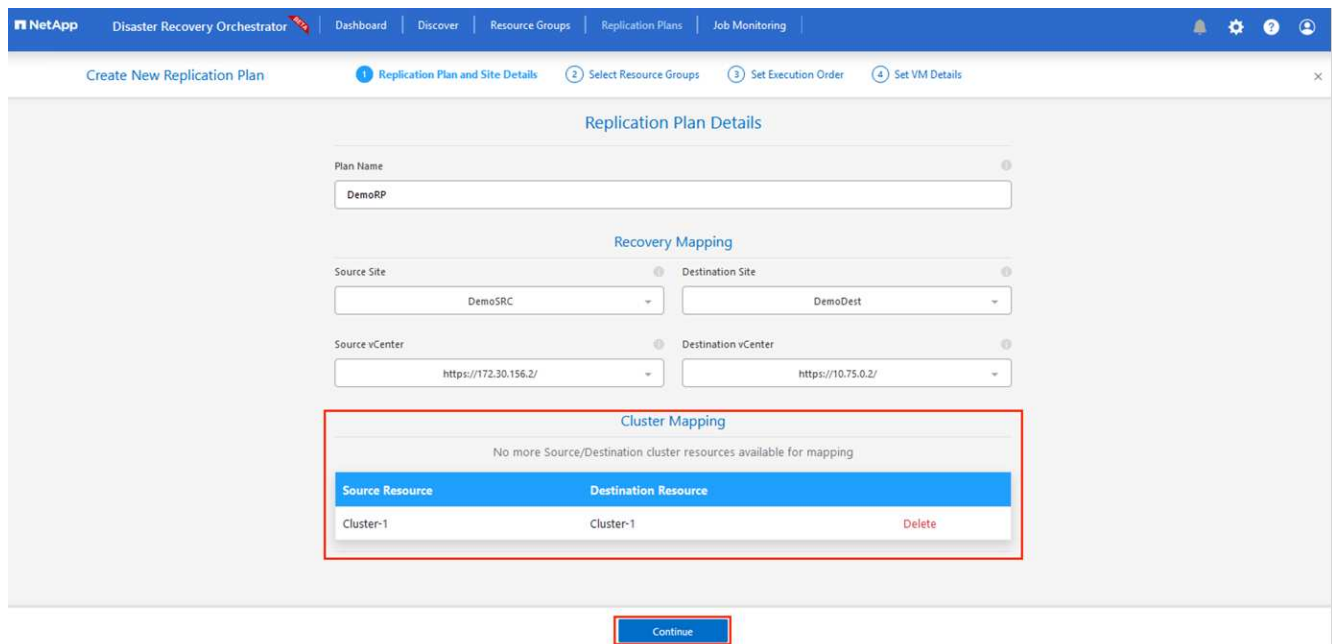 NetApp Disaster Recovery Orchestrator BETA Dashboard Discover Resource Groups Replication Plans Job Monitoring ?
Create New Replication Plan 1 Replication Plan and Site Details 2 Select Resource Groups 3 Set Execution Order 4 Set VM Details ×
Replication Plan Details
Plan Name
DemoRP
Recovery Mapping
Source Site Destination Site
DemoSRC DemoDest
Source vCenter Destination vCenter
https://172.30.156.2/ https://10.75.0.2/
Cluster Mapping
No more Source/Destination cluster resources available for mapping
Source Resource Destination Resource
Cluster-1 Cluster-1 Delete
Continue